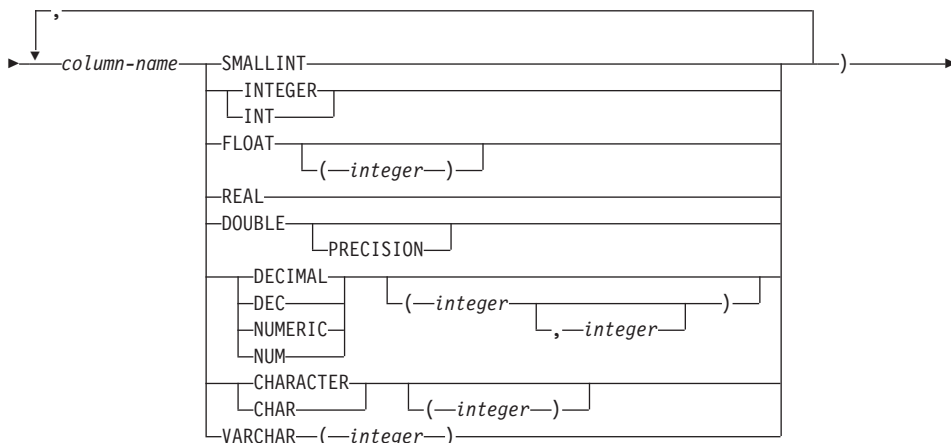 ,
column-name SMALLINT )
INTEGER
INT
FLOAT
(integer)
REAL
DOUBLE
PRECISION
DECIMAL
DEC (integer )
NUMERIC ,integer
NUM
CHARACTER
CHAR (integer)
VARCHAR (integer)